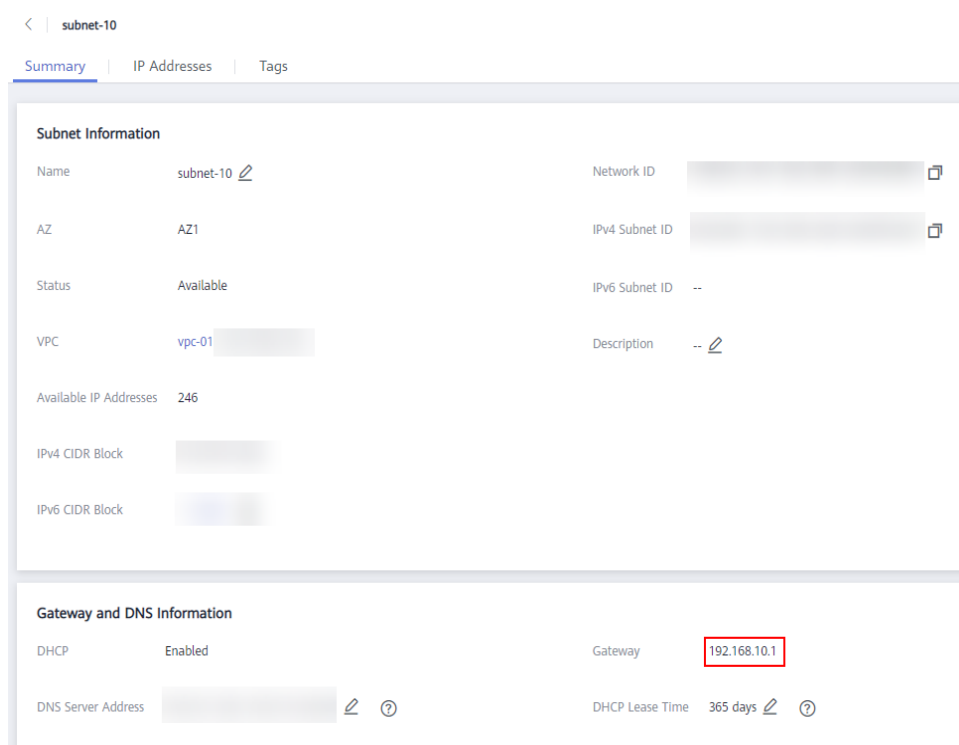 subnet-10
Summary IP Addresses Tags
Subnet Information
Name subnet-10 Network ID
AZ AZ1 IPv4 Subnet ID
Status Available IPv6 Subnet ID --
VPC vpc-01 Description --
Available IP Addresses 246
IPv4 CIDR Block
IPv6 CIDR Block
Gateway and DNS Information
DHCP Enabled Gateway 192.168.10.1
DNS Server Address DHCP Lease Time 365 days